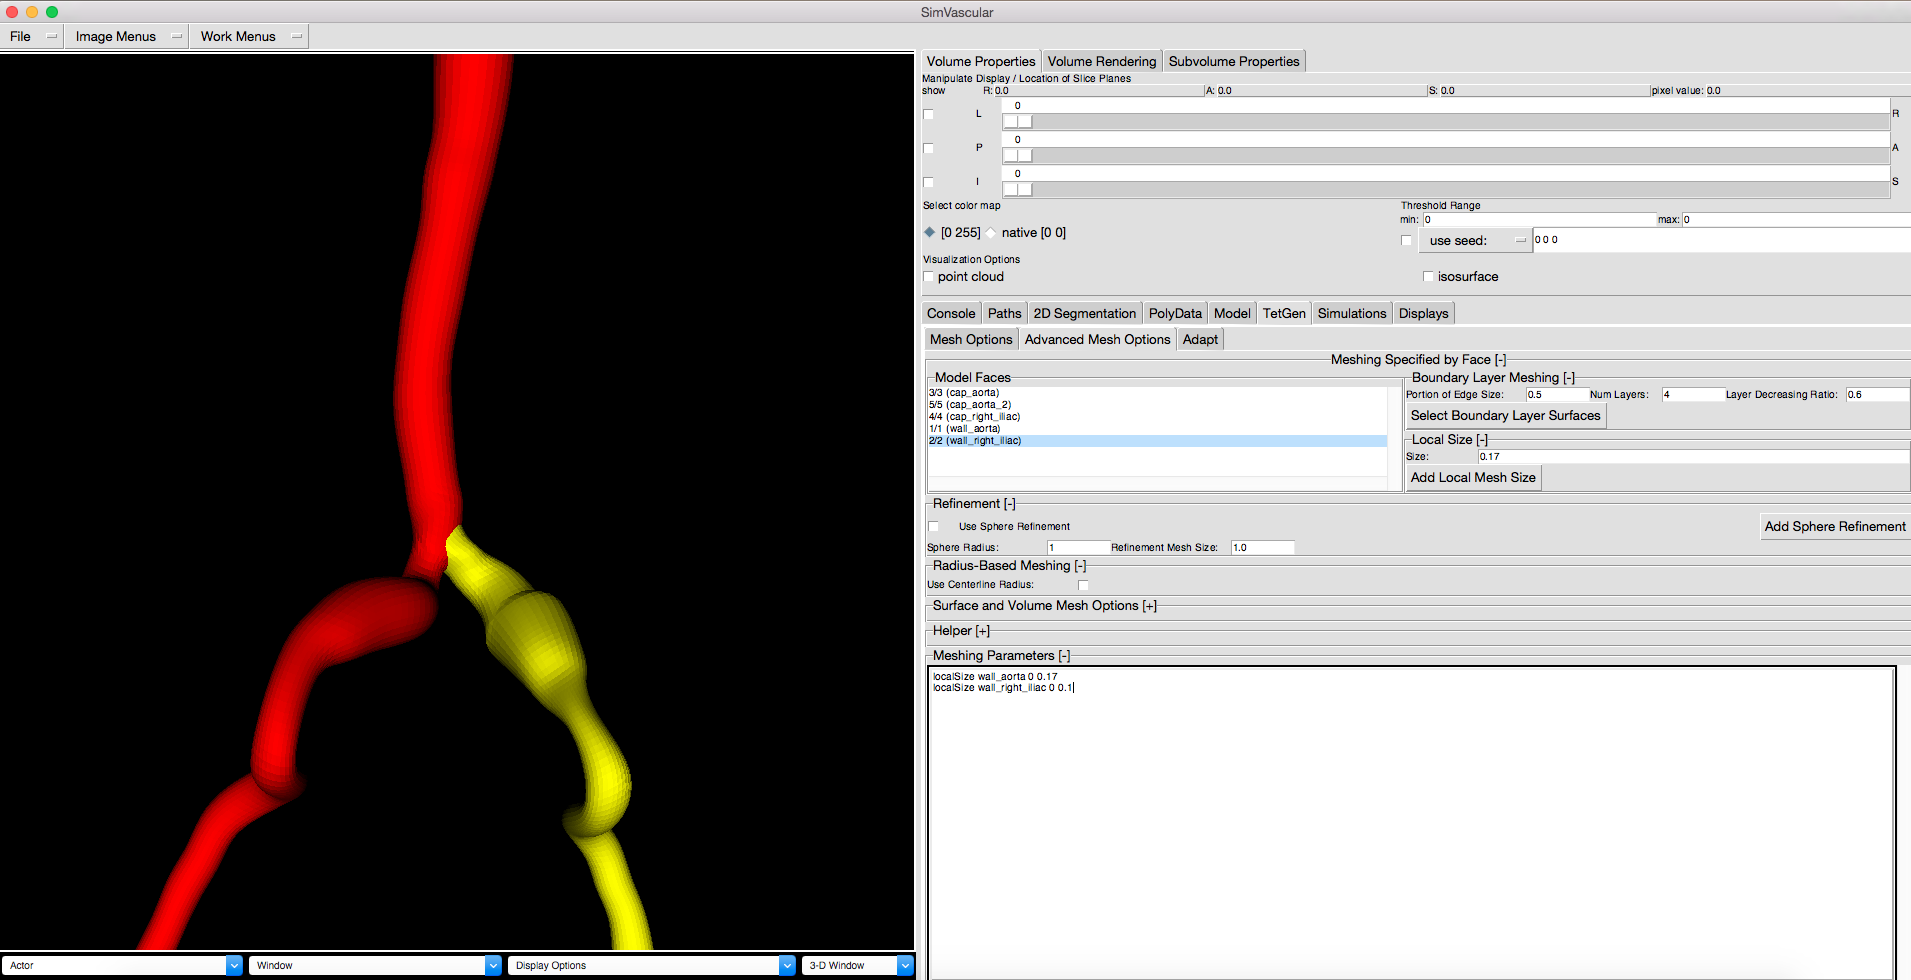 SimVascular
File Image Menus Work Menus
Volume Properties Volume Rendering Subvolume Properties
Manipulate Display / Location of Slice Planes
show R: 0.0 A: 0.0 S: 0.0 pixel value: 0.0
0
L R
0
P A
0
I S
Select color map Threshold Range
min: 0 max: 0
[0 255] native [0 0] use seed: 0 0 0
Visualization Options
point cloud isosurface
Console Paths 2D Segmentation PolyData Model TetGen Simulations Displays
Mesh Options Advanced Mesh Options Adapt
Meshing Specified by Face [-]
Model Faces Boundary Layer Meshing [-]
3/3 (cap_aorta) Portion of Edge Size: 0.5 Num Layers: 4 Layer Decreasing Ratio: 0.6
5/5 (cap_aorta_2)
4/4 (cap_right_iliac) Select Boundary Layer Surfaces
1/1 (wall_aorta)
2/2 (wall_right_iliac) Local Size [-]
Size: 0.17
Add Local Mesh Size
Refinement [-]
Use Sphere Refinement Add Sphere Refinement
Sphere Radius: 1 Refinement Mesh Size: 1.0
Radius-Based Meshing [-]
Use Centerline Radius:
Surface and Volume Mesh Options [+]
Helper [+]
Meshing Parameters [-]
localSize wall_aorta 0 0.17
localSize wall_right_iliac 0 0.1
Actor Window Display Options 3-D Window